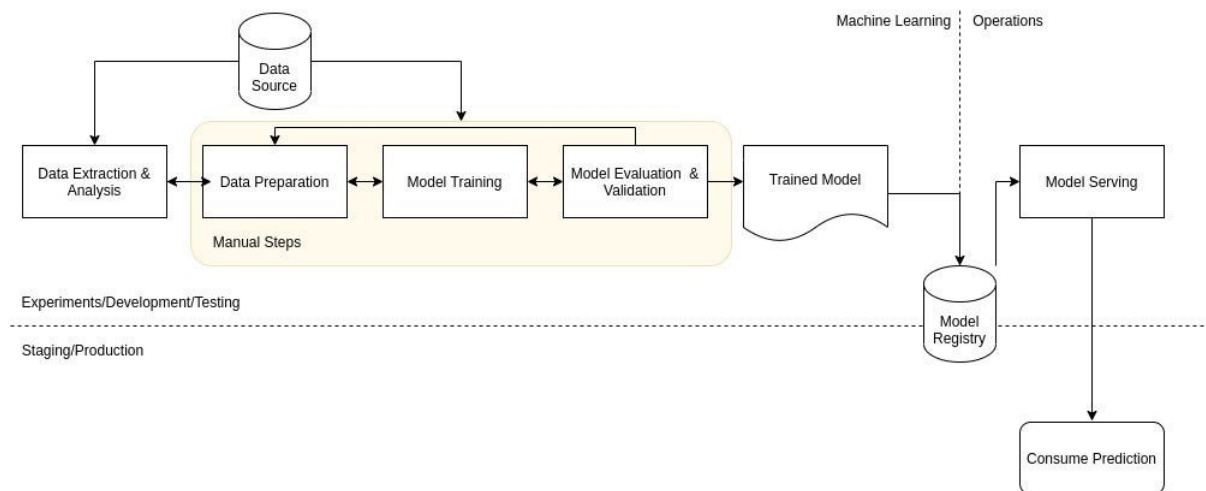 Machine Learning
Operations
Data
Source
Data Extraction &
Analysis
Data Preparation
Model Training
Model Evaluation &
Validation
Trained Model
Model Serving
Manual Steps
Experiments/Development/Testing
Model
Registry
Staging/Production
Consume Prediction